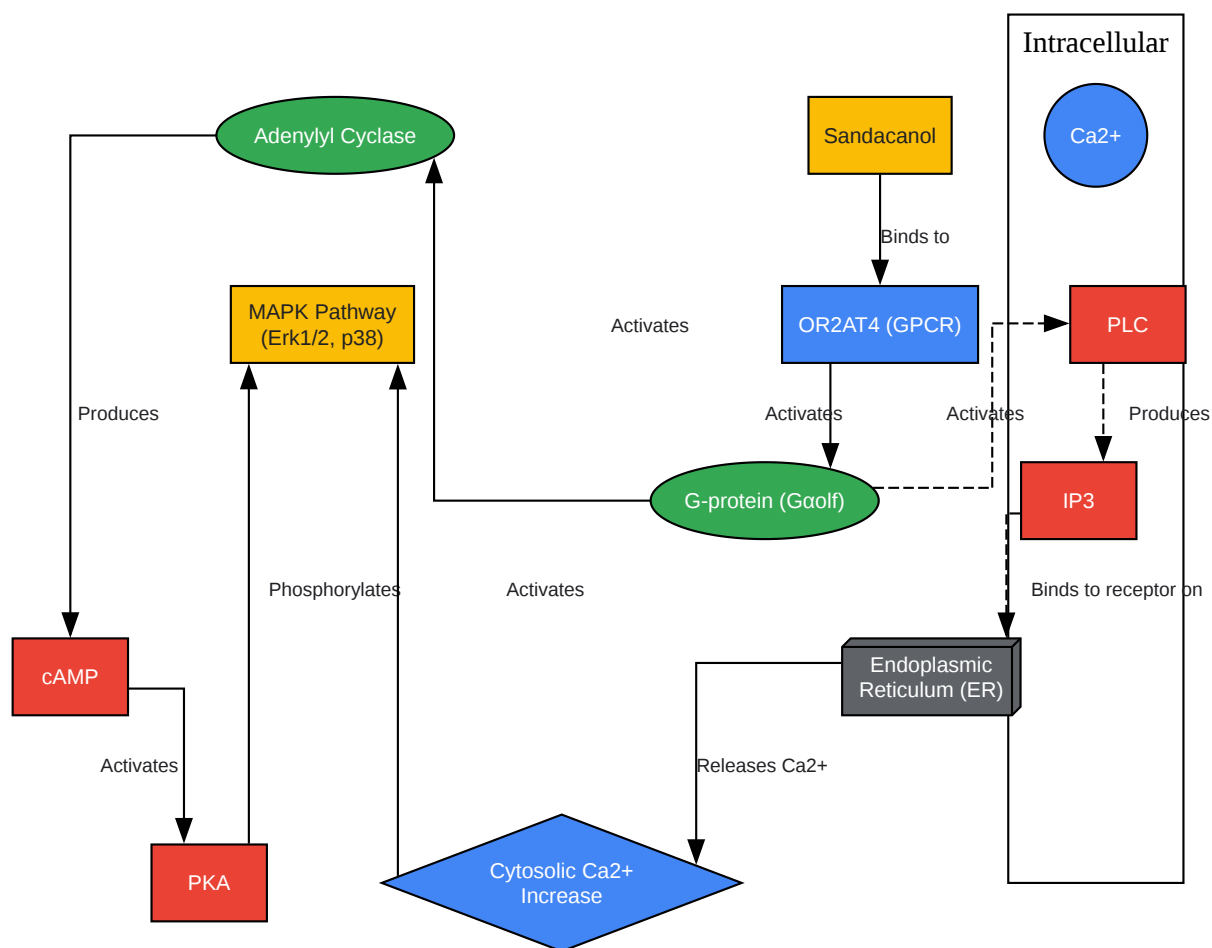 Intracellular
Adenylyl Cyclase
Sandacanol
Ca2+
Binds to
MAPK Pathway
(Erk1/2, p38)
Activates
OR2AT4 (GPCR)
PLC
Produces
Activates
Activates
Produces
G-protein (Gαolf)
IP3
Phosphorylates
Activates
Binds to receptor on
cAMP
Endoplasmic
Reticulum (ER)
Activates
Releases Ca2+
PKA
Cytosolic Ca2+
Increase